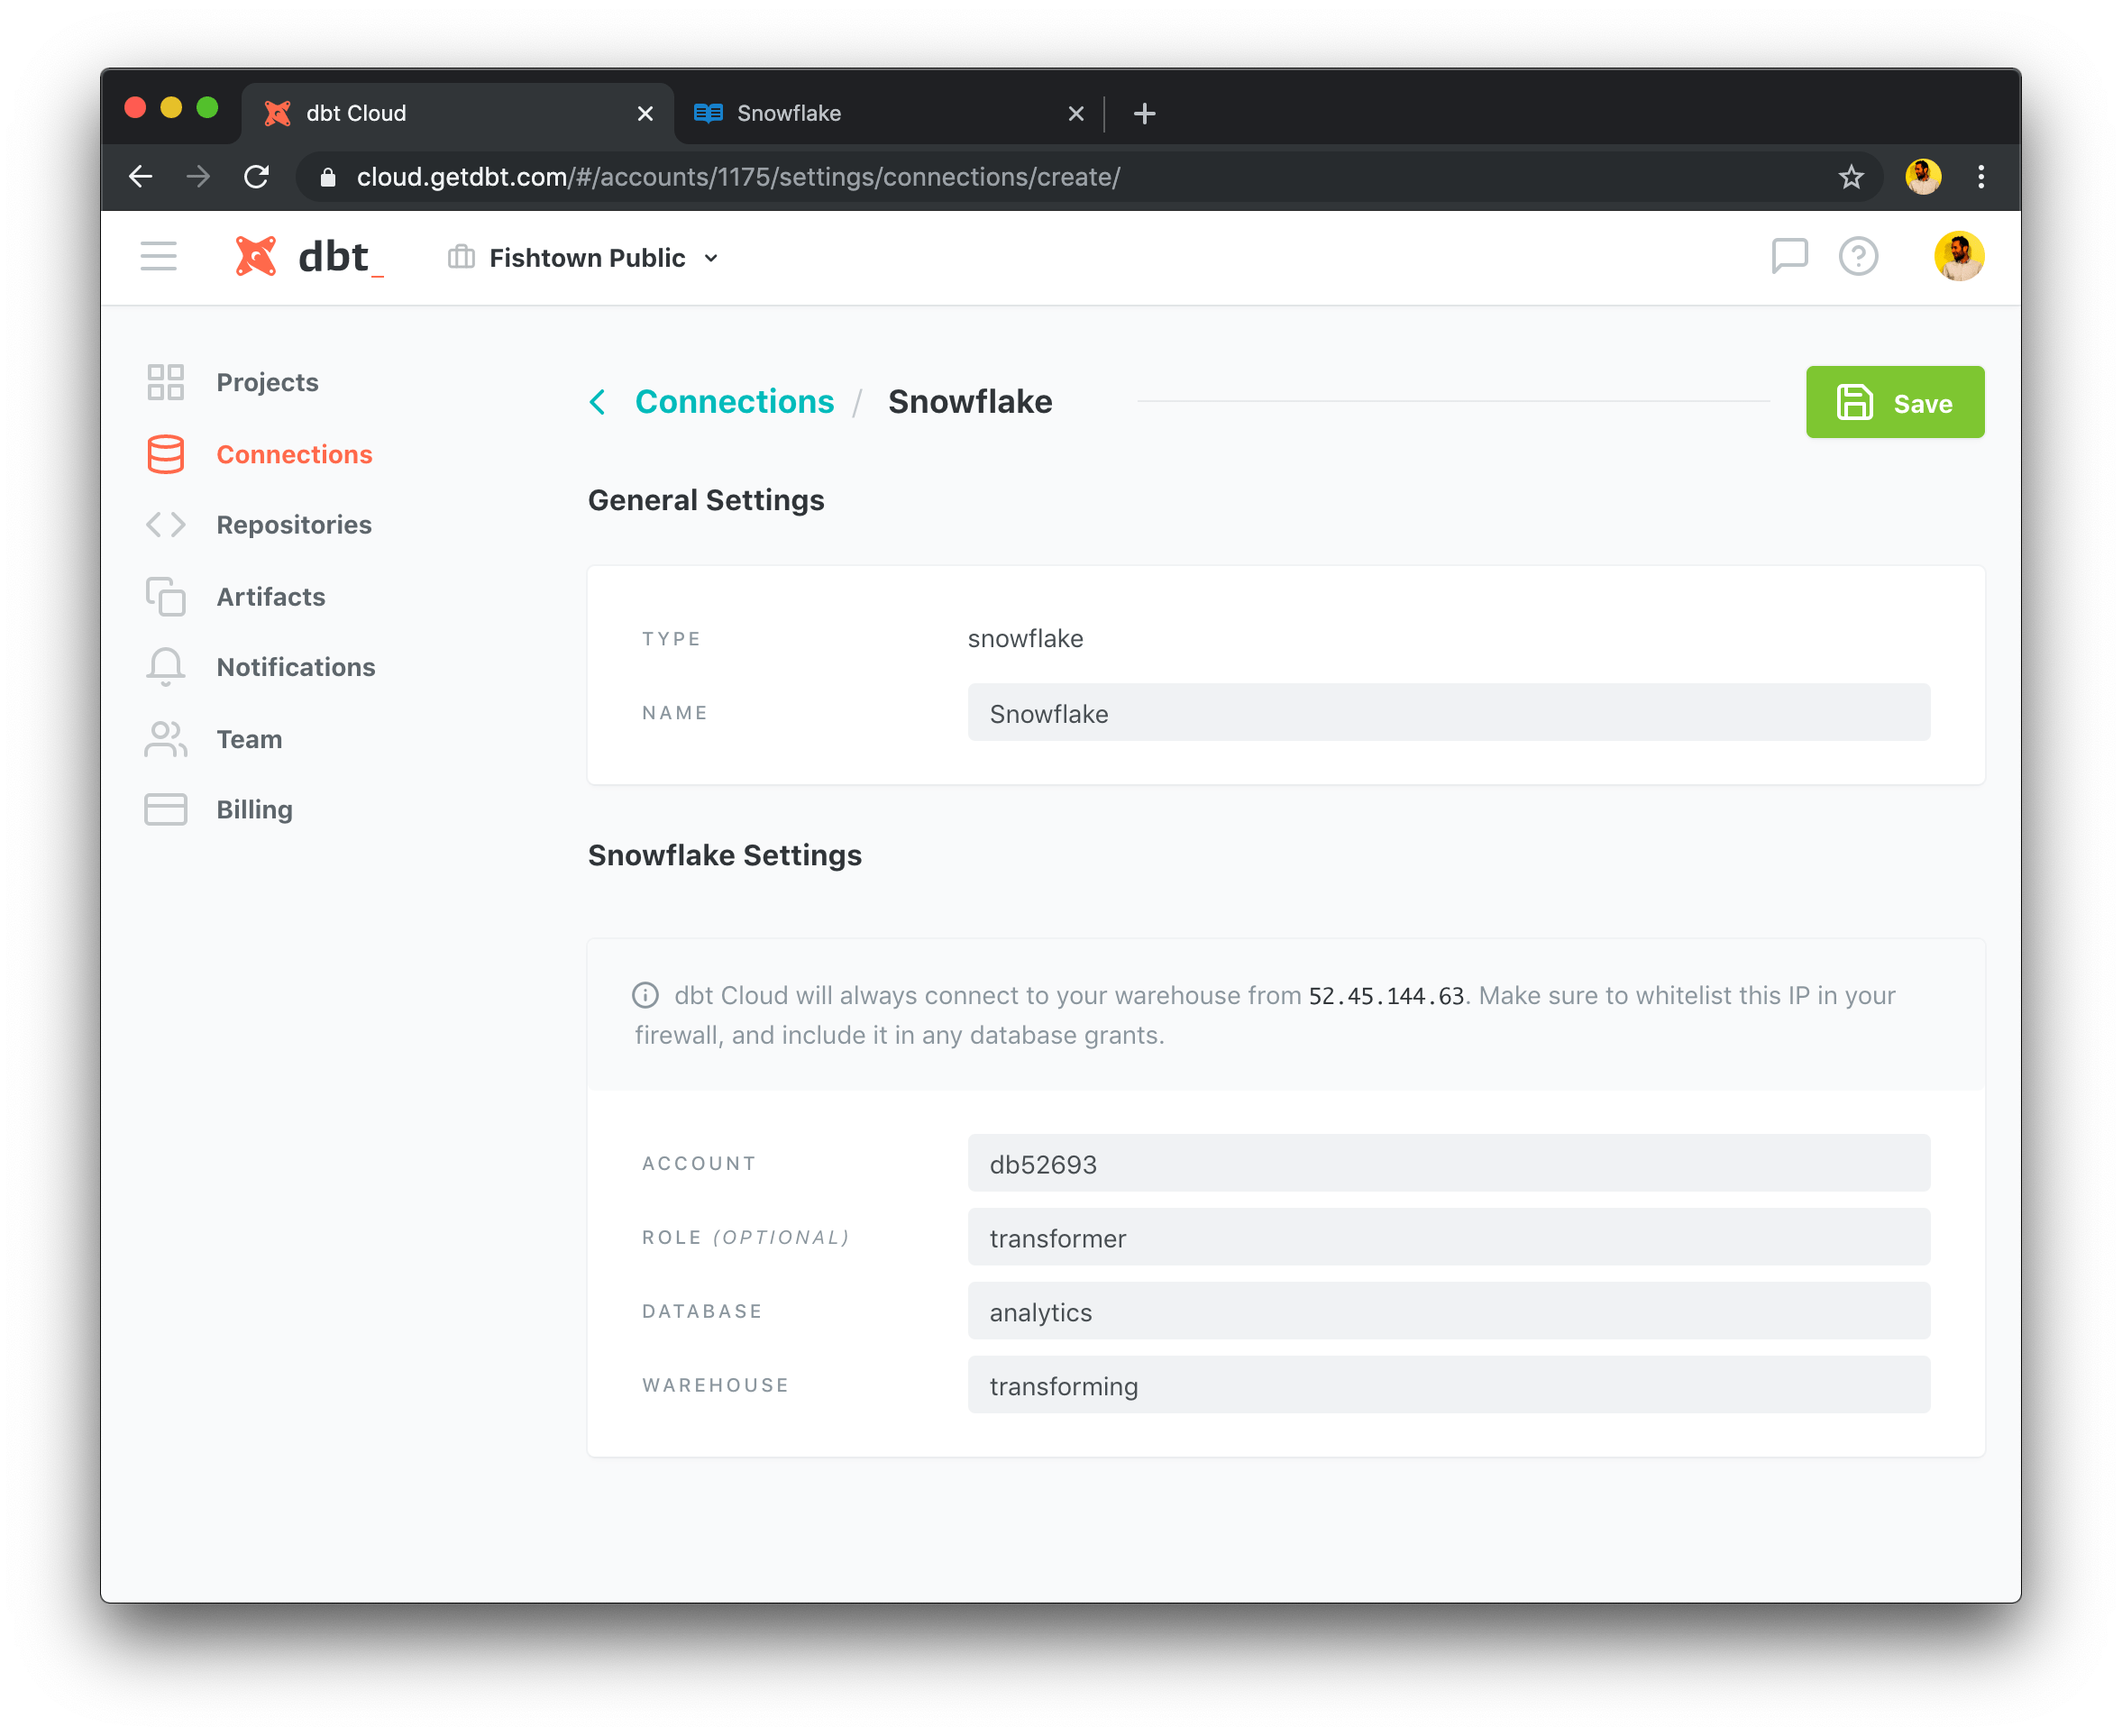 dbt Cloud
Snowflake
cloud.getdbt.com/#/accounts/1175/settings/connections/create/
dbt_
Fishtown Public
Projects
Connections
Repositories
Artifacts
Notifications
Team
Billing
Connections / Snowflake
Save
General Settings
TYPE snowflake
NAME Snowflake
Snowflake Settings
dbt Cloud will always connect to your warehouse from 52.45.144.63. Make sure to whitelist this IP in your
firewall, and include it in any database grants.
ACCOUNT db52693
ROLE (OPTIONAL) transformer
DATABASE analytics
WAREHOUSE transforming